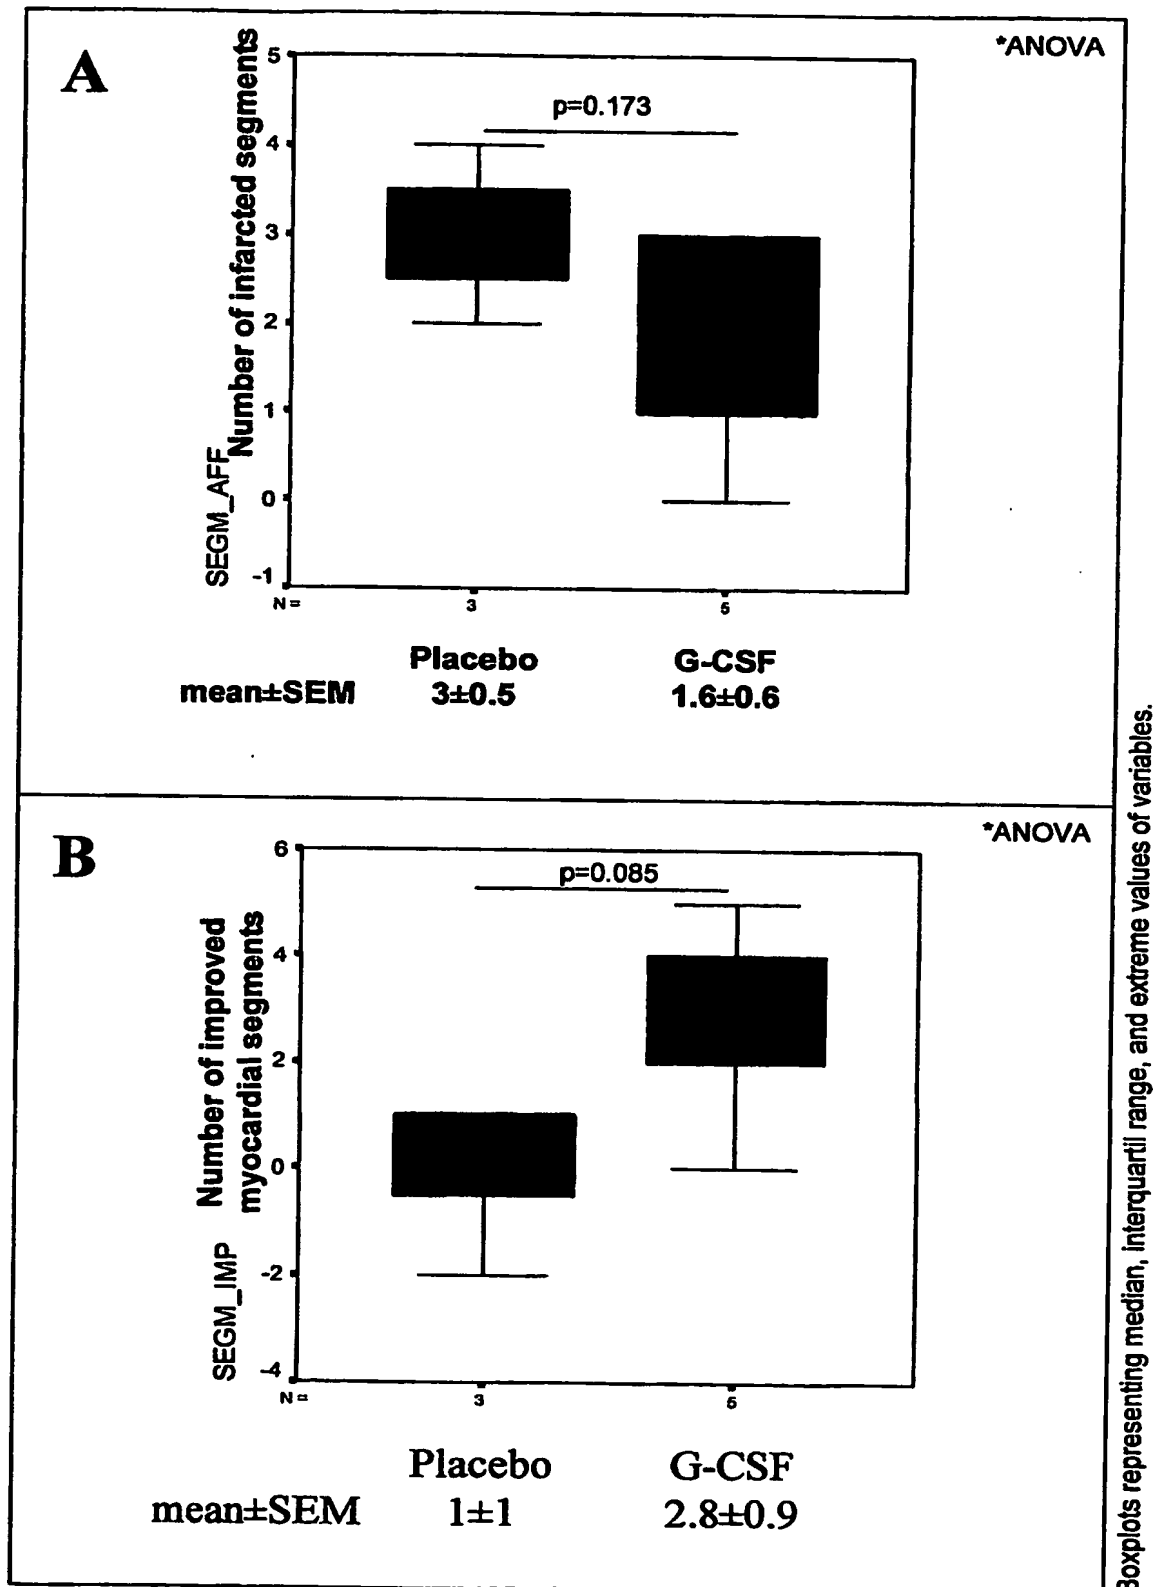 A
*ANOVA
Number of infarcted segments
SEGM_AFF
5
4
3
2
1
0
-1
p=0.173
N =
3
5
Placebo
G-CSF
mean±SEM
3±0.5
1.6±0.6
B
*ANOVA
Number of improved
myocardial segments
SEGM_IMP
6
4
2
0
-2
-4
p=0.085
N =
3
5
Placebo
G-CSF
mean±SEM
1±1
2.8±0.9
Boxplots representing median, interquartil range, and extreme values of variables.